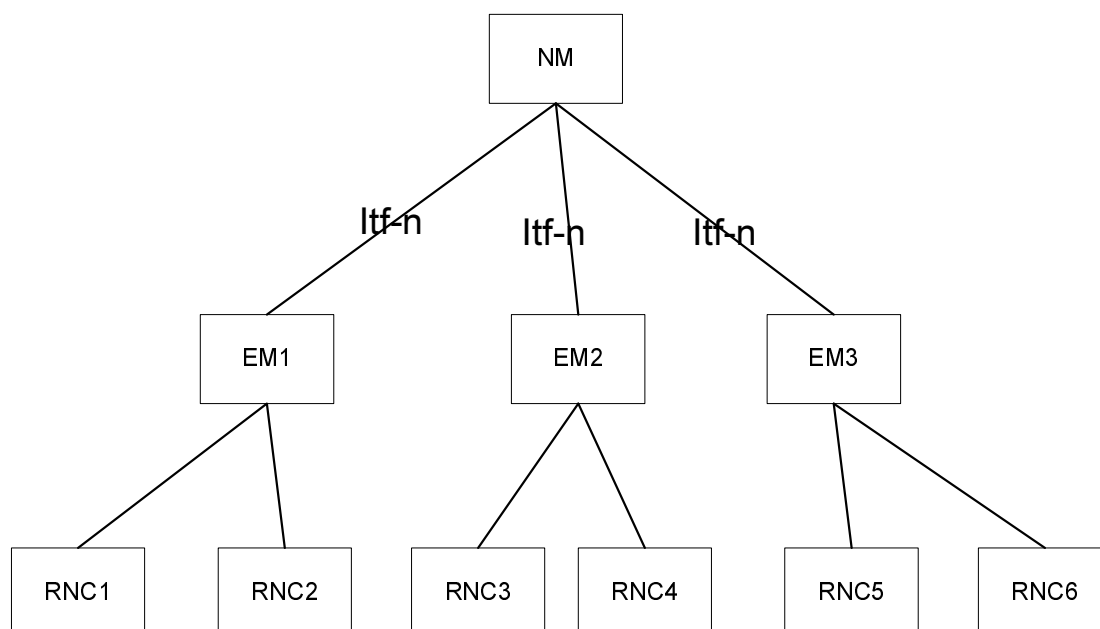 NM
Itf-n
Itf-n
Itf-n
EM1
EM2
EM3
RNC1
RNC2
RNC3
RNC4
RNC5
RNC6